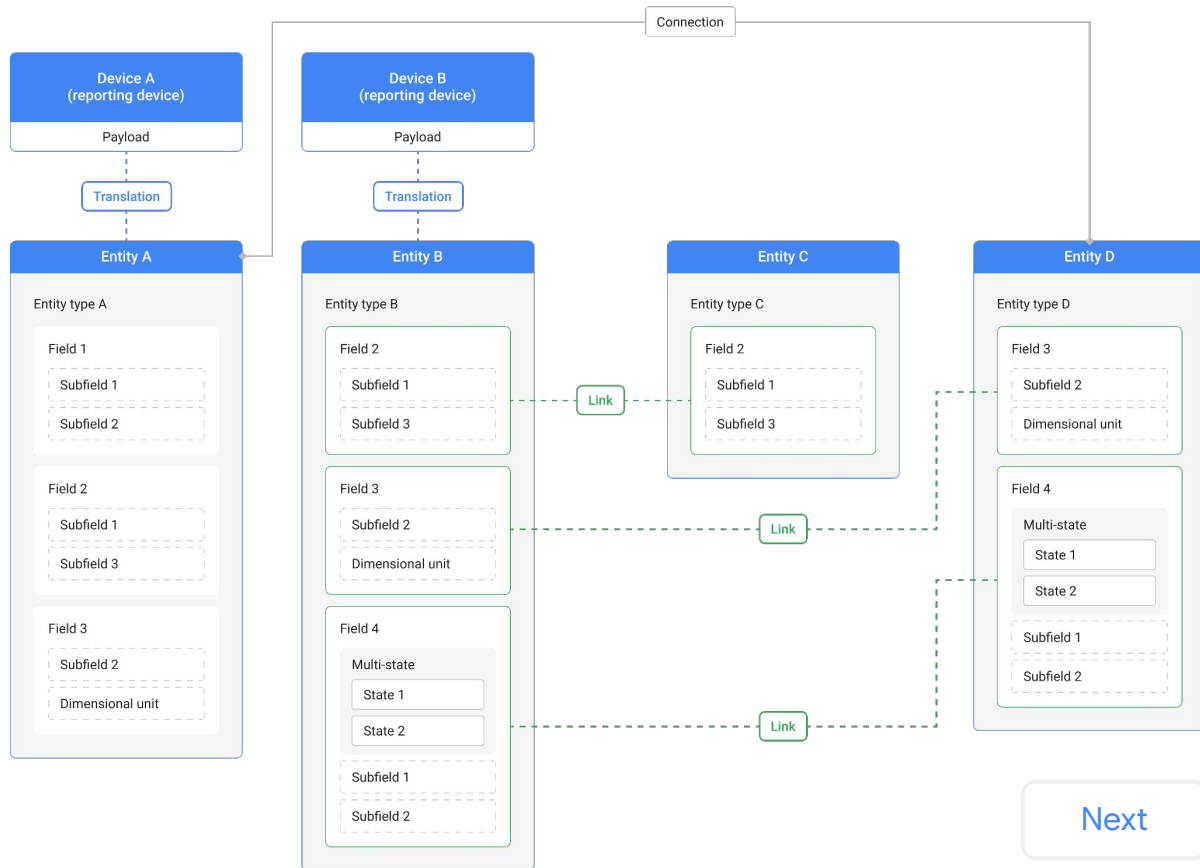 Connection
Device A
(reporting device)
Payload
Translation
Device B
(reporting device)
Payload
Translation
Entity A
Entity type A
Field 1
Subfield 1
Subfield 2
Field 2
Subfield 1
Subfield 3
Field 3
Subfield 2
Dimensional unit
Entity B
Entity type B
Field 2
Subfield 1
Subfield 3
Field 3
Subfield 2
Dimensional unit
Field 4
Multi-state
State 1
State 2
Subfield 1
Subfield 2
Link
Link
Link
Entity C
Entity type C
Field 2
Subfield 1
Subfield 3
Entity D
Entity type D
Field 3
Subfield 2
Dimensional unit
Field 4
Multi-state
State 1
State 2
Subfield 1
Subfield 2
Next